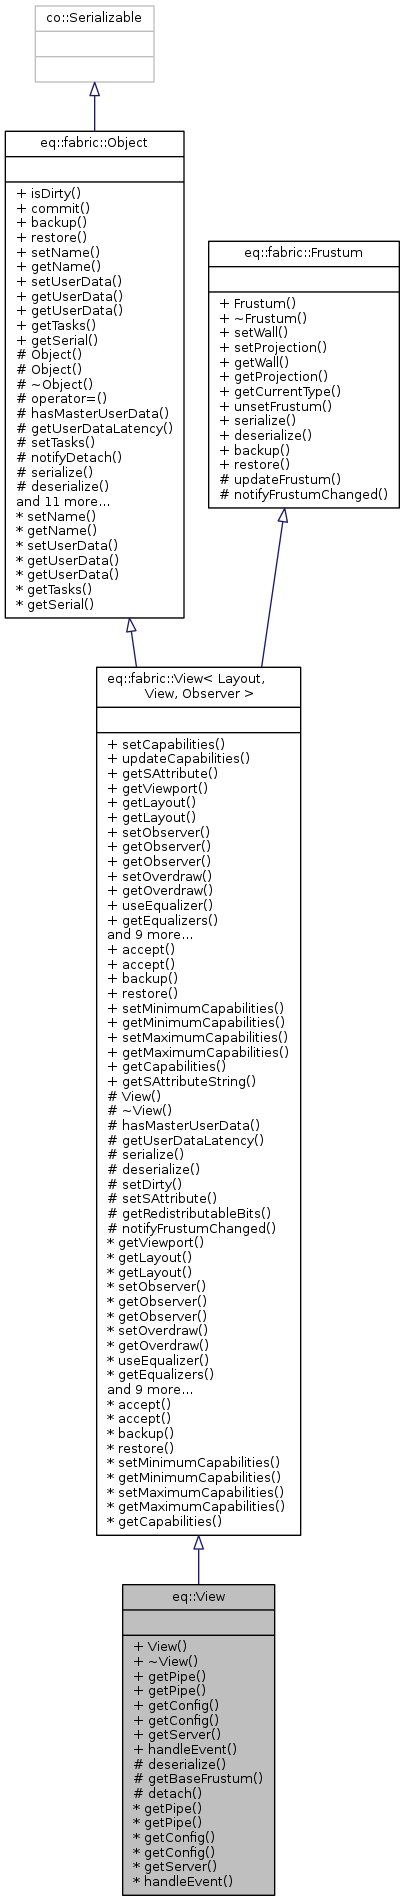 co::Serializable
eq::fabric::Object
+ isDirty()
+ commit()
+ backup()
+ restore()
+ setName()
+ getName()
+ setUserData()
+ getUserData()
+ getUserData()
+ getTasks()
+ getSerial()
# Object()
# Object()
# ~Object()
# operator=()
# hasMasterUserData()
# getUserDataLatency()
# setTasks()
# notifyDetach()
# serialize()
# deserialize()
and 11 more...
* setName()
* getName()
* setUserData()
* getUserData()
* getUserData()
* getTasks()
* getSerial()
eq::fabric::Frustum
+ Frustum()
+ ~Frustum()
+ setWall()
+ setProjection()
+ getWall()
+ getProjection()
+ getCurrentType()
+ unsetFrustum()
+ serialize()
+ deserialize()
+ backup()
+ restore()
# updateFrustum()
# notifyFrustumChanged()
eq::fabric::View< Layout,
View, Observer >
+ setCapabilities()
+ updateCapabilities()
+ getSAttribute()
+ getViewport()
+ getLayout()
+ getLayout()
+ setObserver()
+ getObserver()
+ getObserver()
+ setOverdraw()
+ getOverdraw()
+ useEqualizer()
+ getEqualizers()
and 9 more...
+ accept()
+ accept()
+ backup()
+ restore()
+ setMinimumCapabilities()
+ getMinimumCapabilities()
+ setMaximumCapabilities()
+ getMaximumCapabilities()
+ getCapabilities()
+ getSAttributeString()
# View()
# ~View()
# hasMasterUserData()
# getUserDataLatency()
# serialize()
# deserialize()
# setDirty()
# setSAttribute()
# getRedistributableBits()
# notifyFrustumChanged()
* getViewport()
* getLayout()
* getLayout()
* setObserver()
* getObserver()
* getObserver()
* setOverdraw()
* getOverdraw()
* useEqualizer()
* getEqualizers()
and 9 more...
* accept()
* accept()
* backup()
* restore()
* setMinimumCapabilities()
* getMinimumCapabilities()
* setMaximumCapabilities()
* getMaximumCapabilities()
* getCapabilities()
eq::View
+ View()
+ ~View()
+ getPipe()
+ getPipe()
+ getConfig()
+ getConfig()
+ getServer()
+ handleEvent()
# deserialize()
# getBaseFrustum()
# detach()
* getPipe()
* getPipe()
* getConfig()
* getConfig()
* getServer()
* handleEvent()